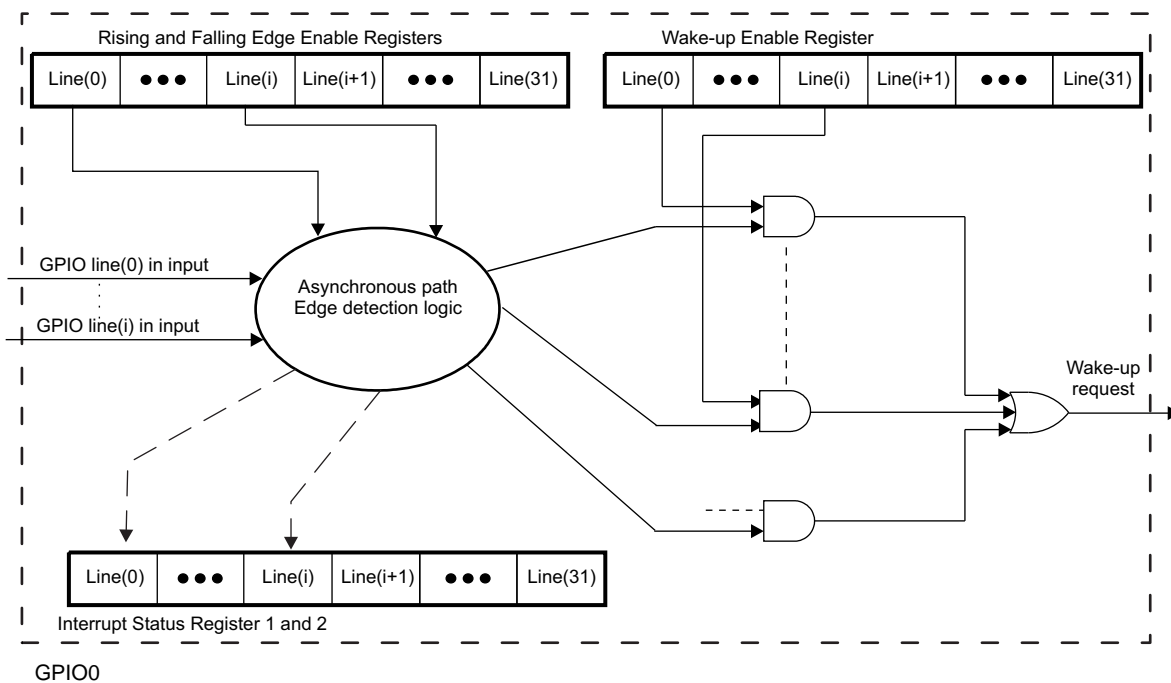 Rising and Falling Edge Enable Registers
Line(0) ●●● Line(i) Line(i+1) ●●● Line(31)
Wake-up Enable Register
Line(0) ●●● Line(i) Line(i+1) ●●● Line(31)
GPIO line(0) in input
GPIO line(i) in input
Asynchronous path
Edge detection logic
Wake-up
request
Line(0) ●●● Line(i) Line(i+1) ●●● Line(31)
Interrupt Status Register 1 and 2
GPIO0